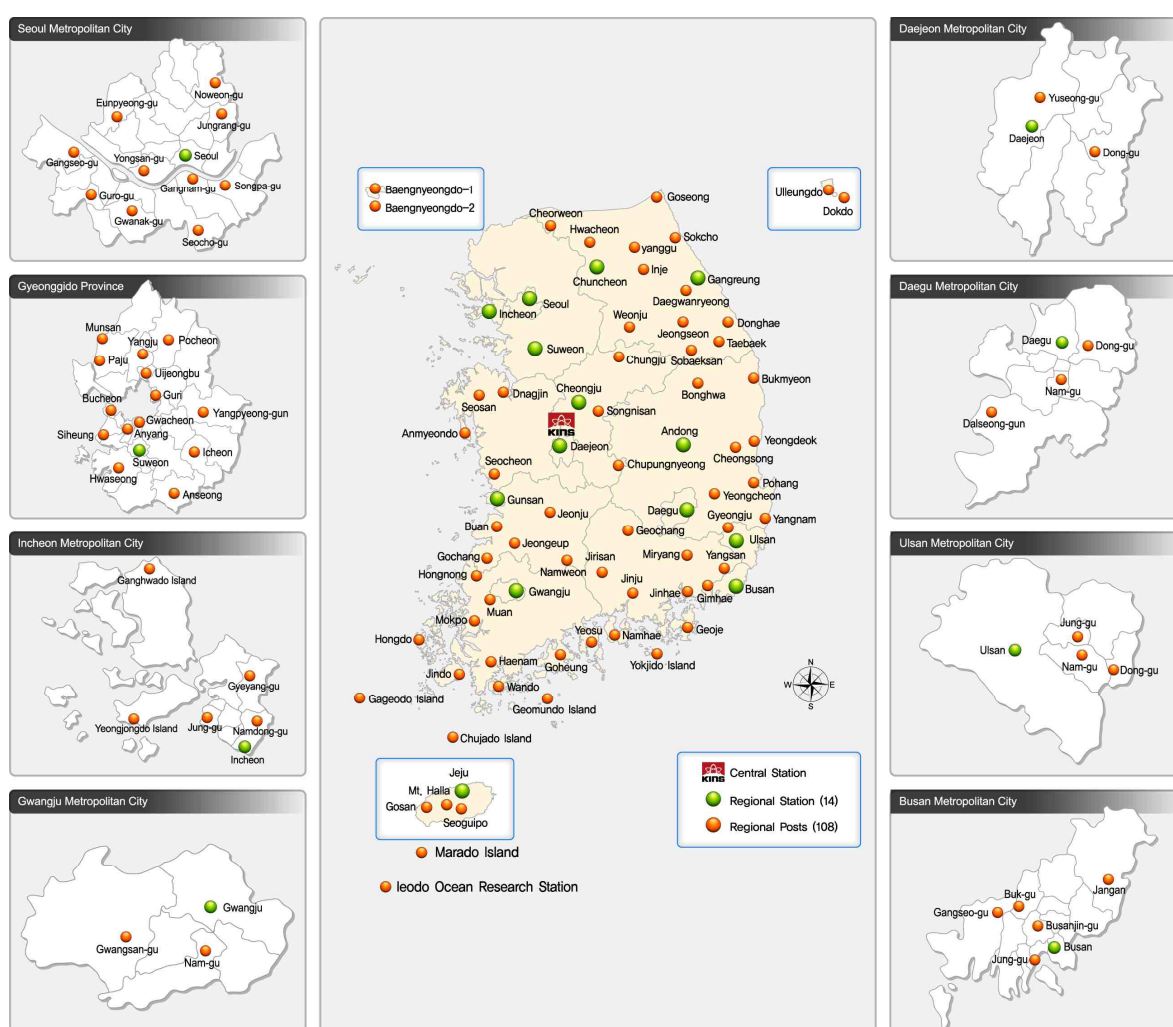 Seoul Metropolitan City
Noweon-gu
Eunpyeong-gu
Jungrang-gu
Gangseo-gu
Yongsan-gu
Seoul
Guro-gu
Gangnam-gu
Songpa-gu
Gwanak-gu
Seocho-gu
Gyeonggido Province
Munsan
Yangju
Pocheon
Paju
Uijeongbu
Bucheon
Guri
Yangpyeong-gun
Gwacheon
Siheung
Anyang
Suweon
Icheon
Hwaseong
Anseong
Incheon Metropolitan City
Ganghwado Island
Gyeyang-gu
Yeongjongdo Island
Jung-gu
Namdong-gu
Incheon
Gwangju Metropolitan City
Gwangju
Gwangsan-gu
Nam-gu
Baengnyeongdo-1
Baengnyeongdo-2
Ulleungdo
Dokdo
Goseong
Cheorweon
Hwacheon
Sokcho
yanggu
Inje
Chuncheon
Gangreung
Daegwanryeong
Seoul
Incheon
Weonju
Jeongseon
Donghae
Taebaek
Suweon
Chungju
Sobaeksan
Bukmyeon
Bonghwa
Cheongju
Dnagjin
Seosan
Songnisan
Anmyeondo
KINS
Daejeon
Andong
Yeongdeok
Cheongsong
Seocheon
Chupungnyeong
Pohang
Yeongcheon
Gunsan
Daegu
Jeonju
Gyeongju
Yangnam
Buan
Geochang
Ulsan
Jeongeup
Gochang
Namweon
Jirisan
Miryang
Yangsan
Hongnong
Gwangju
Jinju
Jinhae
Gimhae
Busan
Muan
Mokpo
Hongdo
Yeosu
Namhae
Geoje
Haenam
Goheung
Yokjido Island
Jindo
Wando
Gageodo Island
Geomundo Island
N
W
E
S
Chujado Island
Jeju
Mt. Halla
Gosan
Seoguipo
Marado Island
Ieodo Ocean Research Station
KINS
Central Station
Regional Station (14)
Regional Posts (108)
Daejeon Metropolitan City
Yuseong-gu
Daejeon
Dong-gu
Daegu Metropolitan City
Daegu
Dong-gu
Nam-gu
Dalseong-gun
Ulsan Metropolitan City
Jung-gu
Ulsan
Nam-gu
Dong-gu
Busan Metropolitan City
Jangan
Buk-gu
Gangseo-gu
Busanjin-gu
Busan
Jung-gu